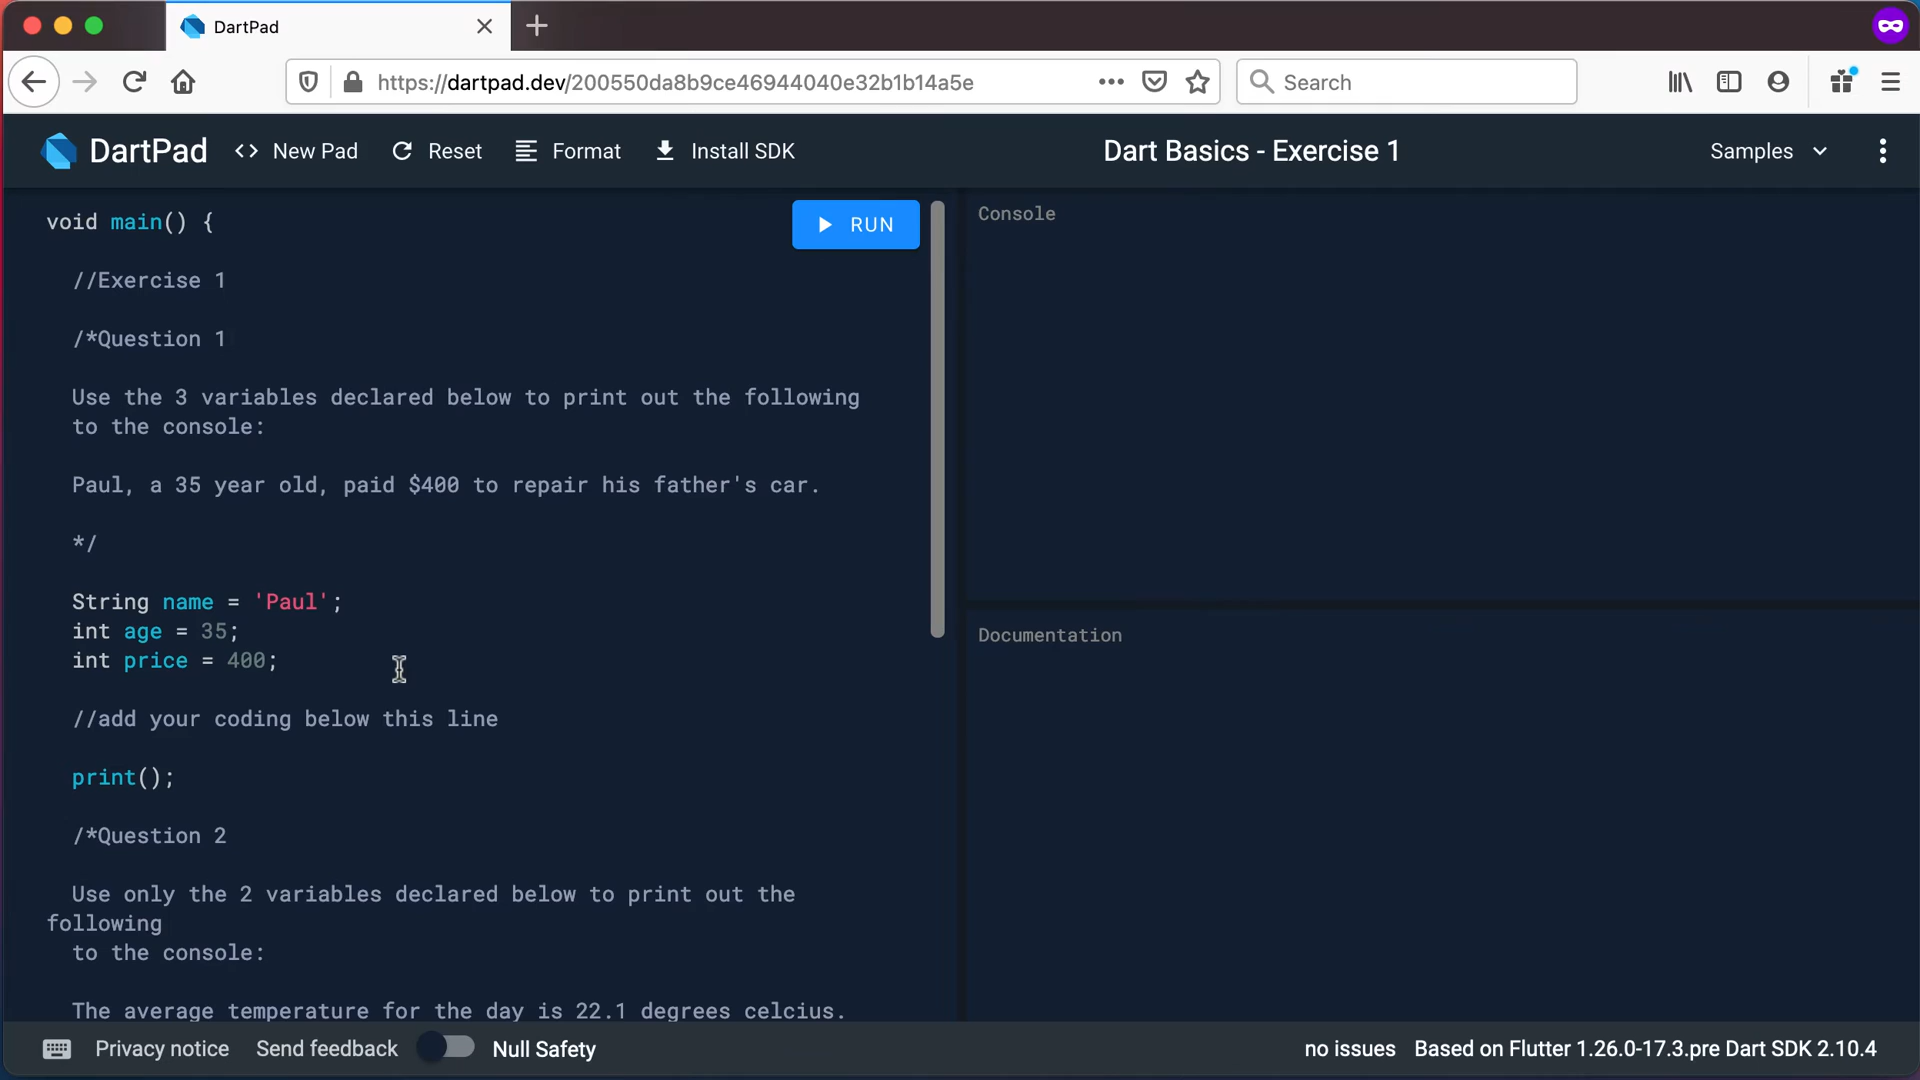 DartPad
https://dartpad.dev/200550da8b9ce46944040e32b1b14a5e
Search
DartPad
<> New Pad
Reset
Format
Install SDK
Dart Basics - Exercise 1
Samples
void main() {
RUN
//Exercise 1
/*Question 1
Use the 3 variables declared below to print out the following
to the console:
Paul, a 35 year old, paid $400 to repair his father's car.
*/
String name = 'Paul';
int age = 35;
int price = 400;
//add your coding below this line
print();
/*Question 2
Use only the 2 variables declared below to print out the
following
to the console:
The average temperature for the day is 22.1 degrees celcius.
Console
Documentation
Privacy notice
Send feedback
Null Safety
no issues
Based on Flutter 1.26.0-17.3.pre Dart SDK 2.10.4